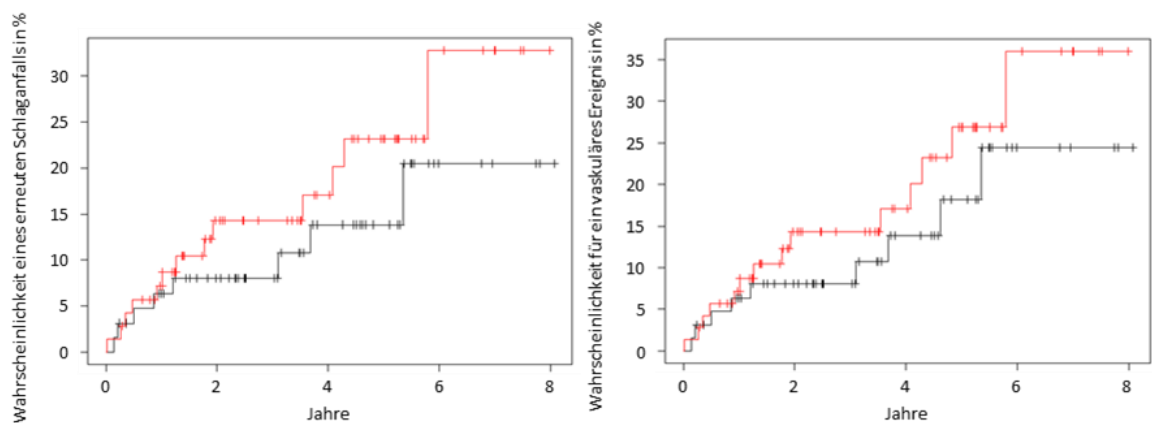 Wahrscheinlichkeit eines erneuten Schlaganfalls in %
30
25
20
15
10
5
0
0 2 4 6 8
Jahre
Wahrscheinlichkeit für ein vaskuläres Ereignis in %
35
30
25
20
15
10
5
0
0 2 4 6 8
Jahre